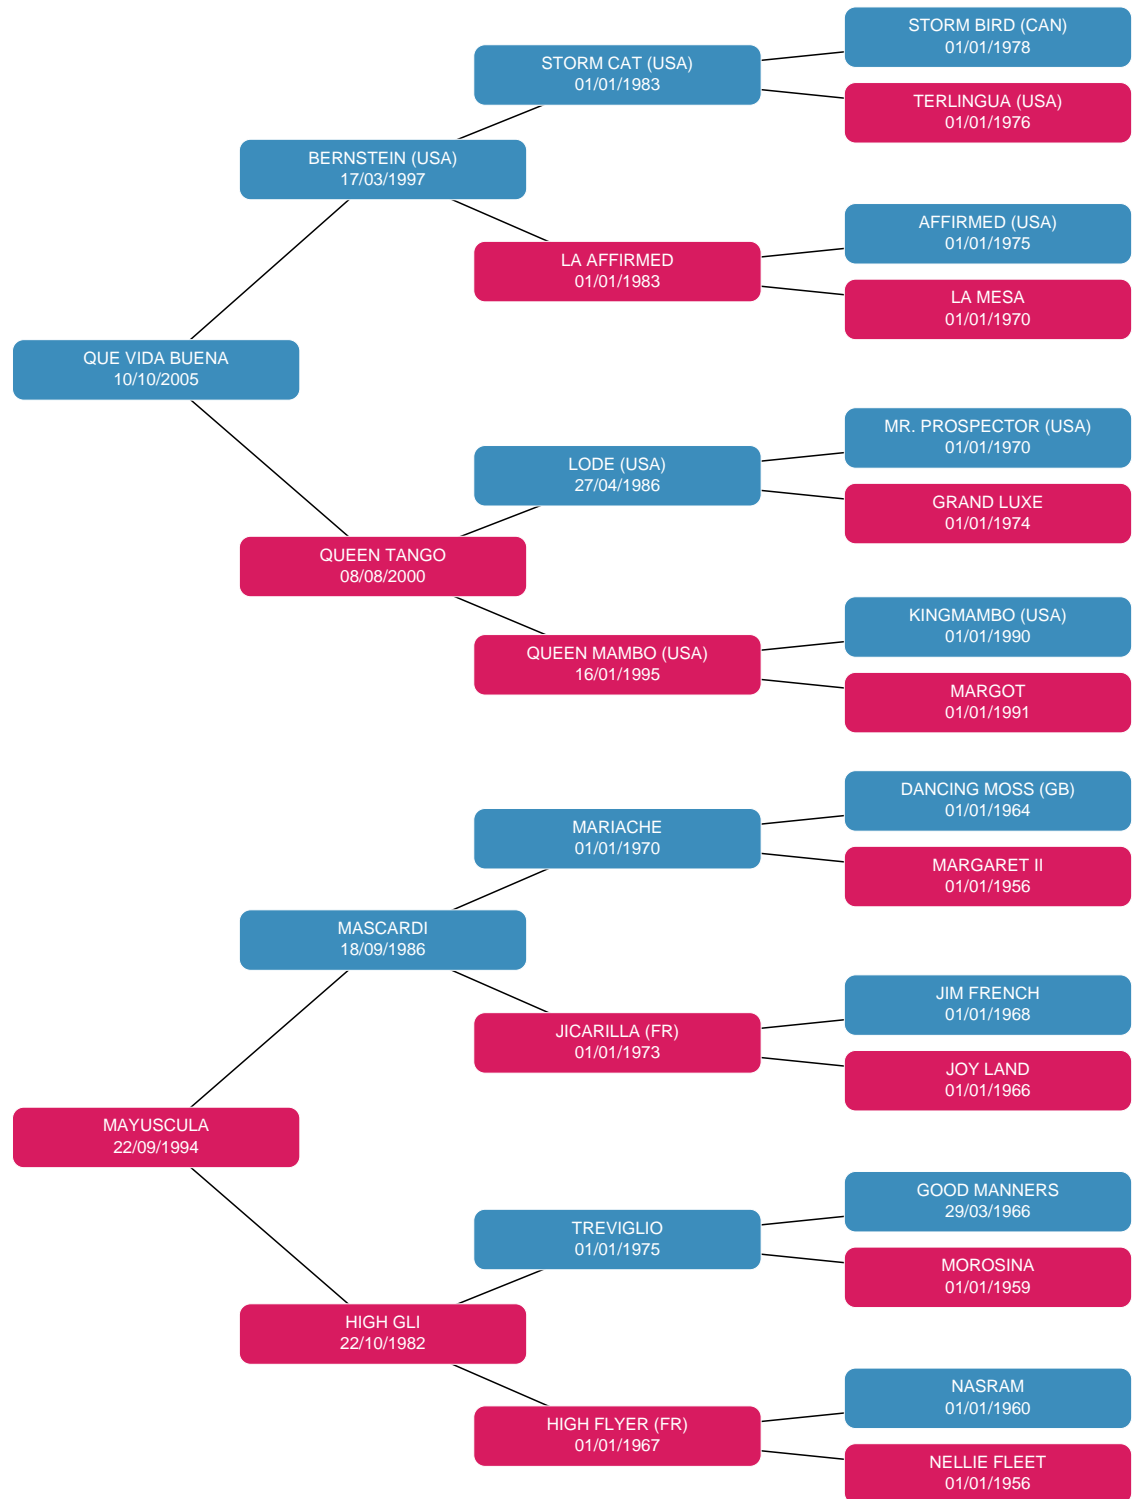 STORM BIRD (CAN)
01/01/1978
STORM CAT (USA)
01/01/1983
TERLINGUA (USA)
01/01/1976
BERNSTEIN (USA)
17/03/1997
AFFIRMED (USA)
01/01/1975
LA AFFIRMED
01/01/1983
LA MESA
01/01/1970
QUE VIDA BUENA
10/10/2005
MR. PROSPECTOR (USA)
01/01/1970
LODE (USA)
27/04/1986
GRAND LUXE
01/01/1974
QUEEN TANGO
08/08/2000
KINGMAMBO (USA)
01/01/1990
QUEEN MAMBO (USA)
16/01/1995
MARGOT
01/01/1991
DANCING MOSS (GB)
01/01/1964
MARIACHE
01/01/1970
MARGARET II
01/01/1956
MASCARDI
18/09/1986
JIM FRENCH
01/01/1968
JICARILLA (FR)
01/01/1973
JOY LAND
01/01/1966
MAYUSCULA
22/09/1994
GOOD MANNERS
29/03/1966
TREVIGLIO
01/01/1975
MOROSINA
01/01/1959
HIGH GLI
22/10/1982
NASRAM
01/01/1960
HIGH FLYER (FR)
01/01/1967
NELLIE FLEET
01/01/1956